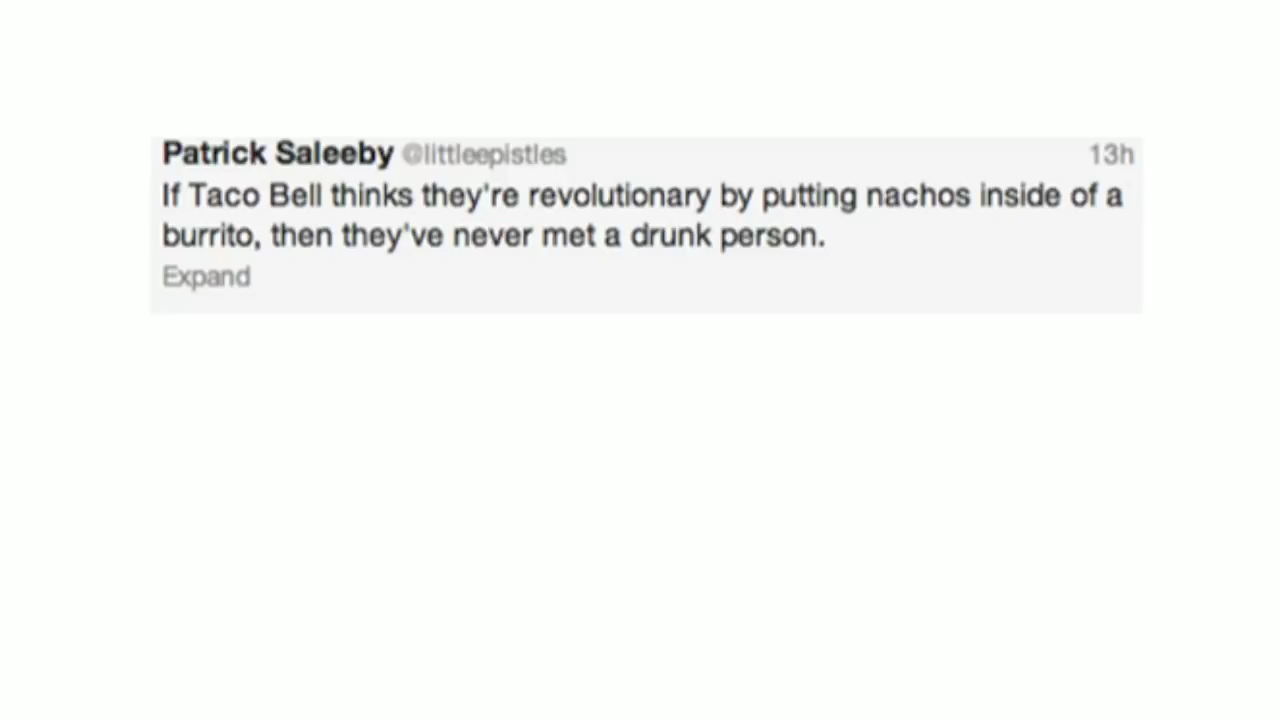 Patrick Saleeby @littleepistles 13h
If Taco Bell thinks they're revolutionary by putting nachos inside of a
burrito, then they've never met a drunk person.
Expand